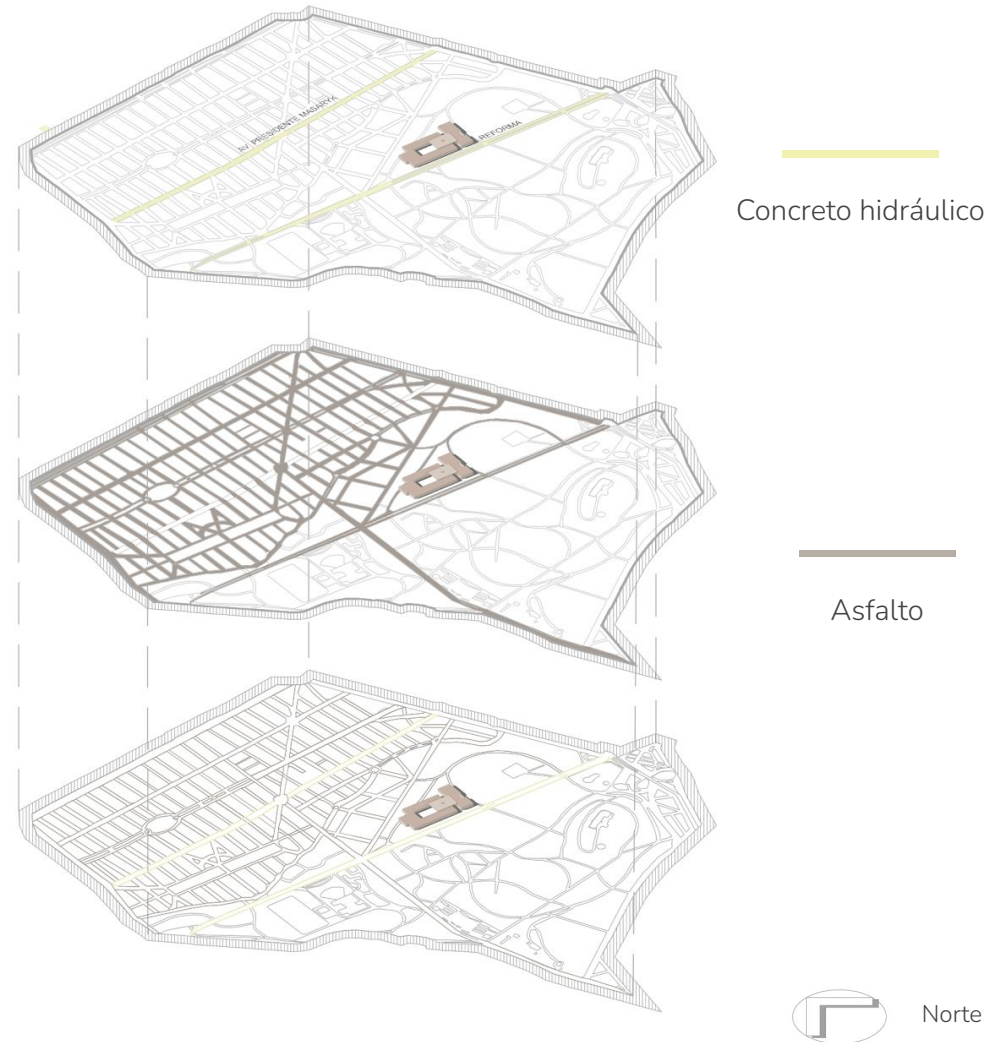 AV. PRESIDENTE MASARYK
REFORMA
Concreto hidráulico
Asfalto
Norte